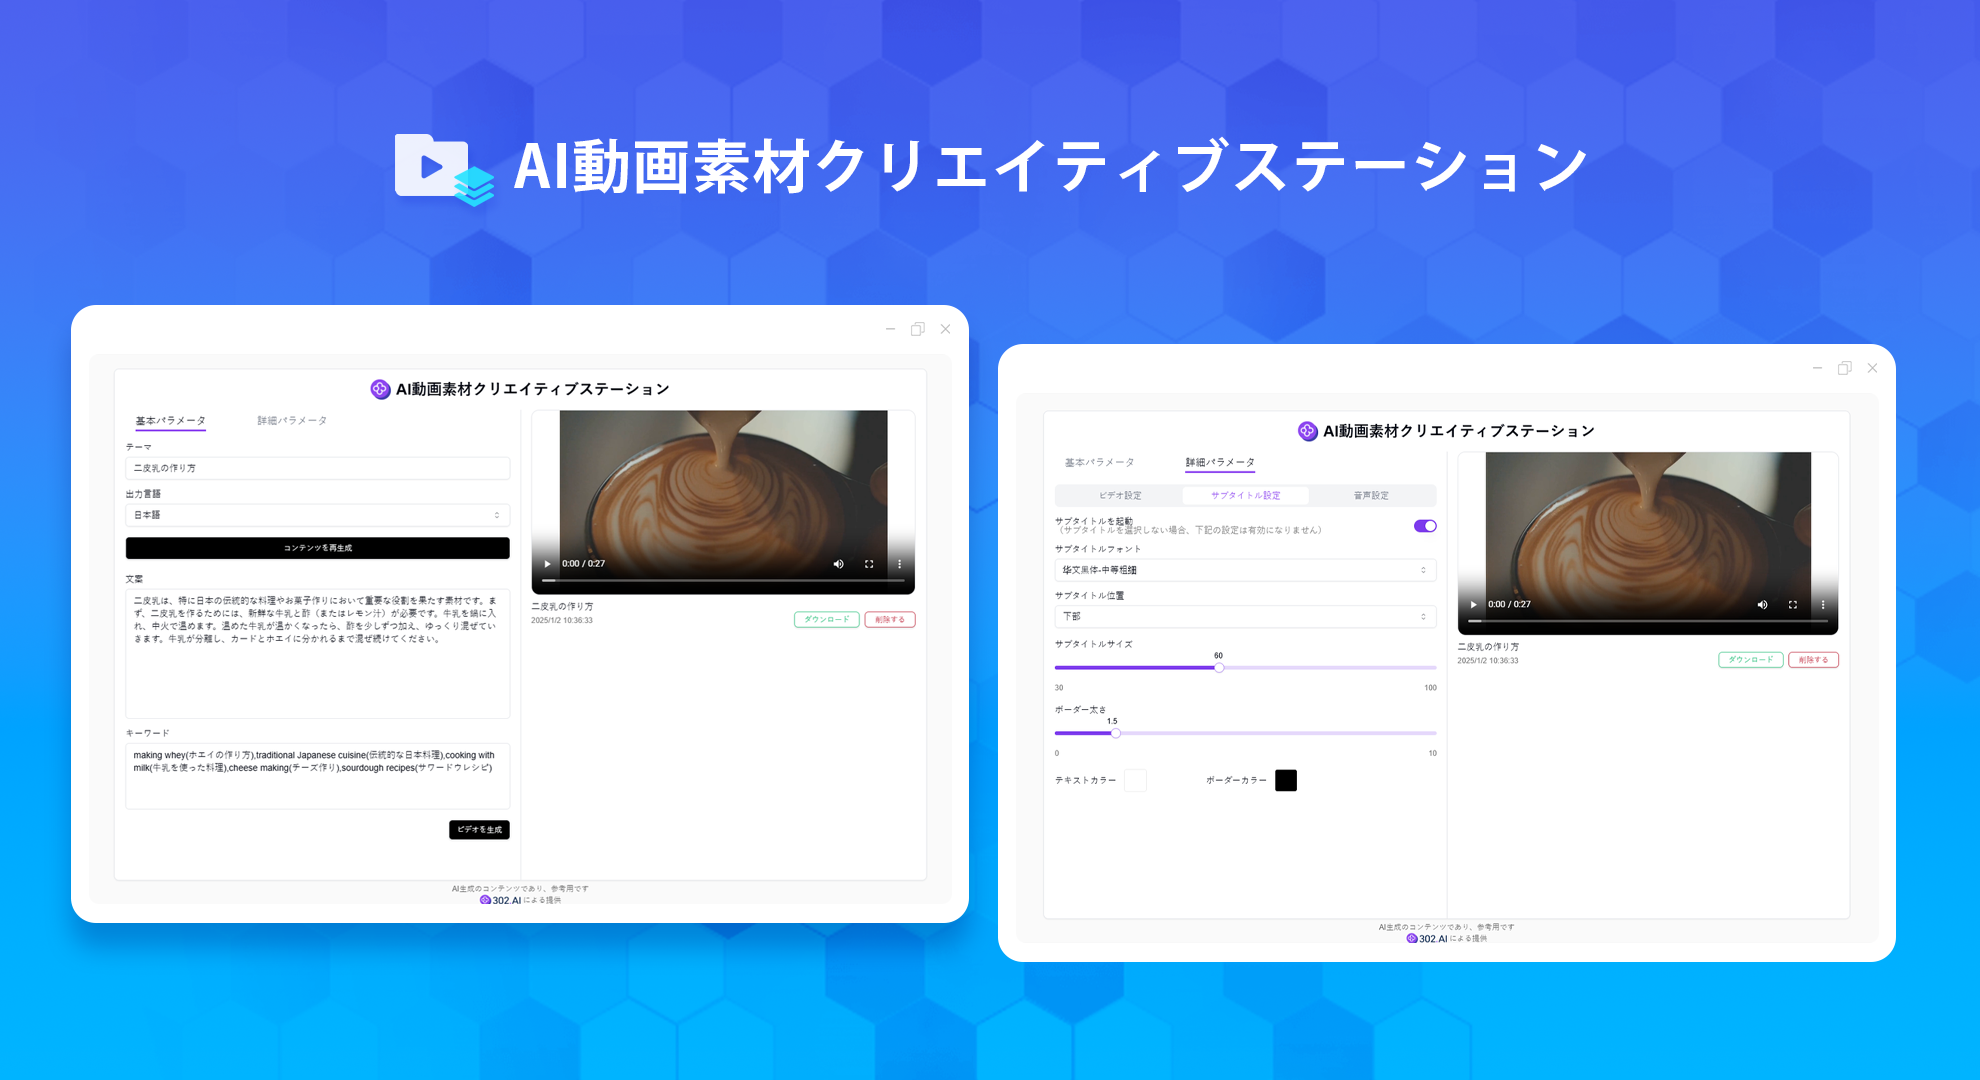 AI動画素材クリエイティブステーション
AI動画素材クリエイティブステーション
基本パラメータ
詳細パラメータ
テーマ
二皮乳の作り方
出力言語
日本語
コンテンツを再生成
文案
二皮乳は、特に日本の伝統的な料理やお菓子作りにおいて重要な役割を果たす素材です。ま
ず、二皮乳を作るためには、新鮮な牛乳と酢（またはレモン汁）が必要です。牛乳を鍋に入
れ、中火で温めます。温めた牛乳が温かくなったら、酢を少しずつ加え、ゆっくり混ぜてい
きます。牛乳が分離し、カードとホエイに分かれるまで混ぜ続けてください。
キーワード
making whey(ホエイの作り方),traditional Japanese cuisine(伝統的な日本料理),cooking with
milk(牛乳を使った料理),cheese making(チーズ作り),sourdough recipes(サワードウレシピ)
ビデオを生成
0:00 / 0:27
二皮乳の作り方
2025/1/2 10:36:33
ダウンロード
削除する
AI生成のコンテンツであり、参考用です
302.AI による提供
AI動画素材クリエイティブステーション
基本パラメータ
詳細パラメータ
ビデオ設定
サブタイトル設定
音声設定
サブタイトルを起動
（サブタイトルを選択しない場合、下記の設定は有効になりません）
サブタイトルフォント
华文黒体-中等粗细
サブタイトル位置
下部
サブタイトルサイズ
60
30
100
ボーダー太さ
1.5
0
10
テキストカラー
ボーダーカラー
0:00 / 0:27
二皮乳の作り方
2025/1/2 10:36:33
ダウンロード
削除する
AI生成のコンテンツであり、参考用です
302.AI による提供